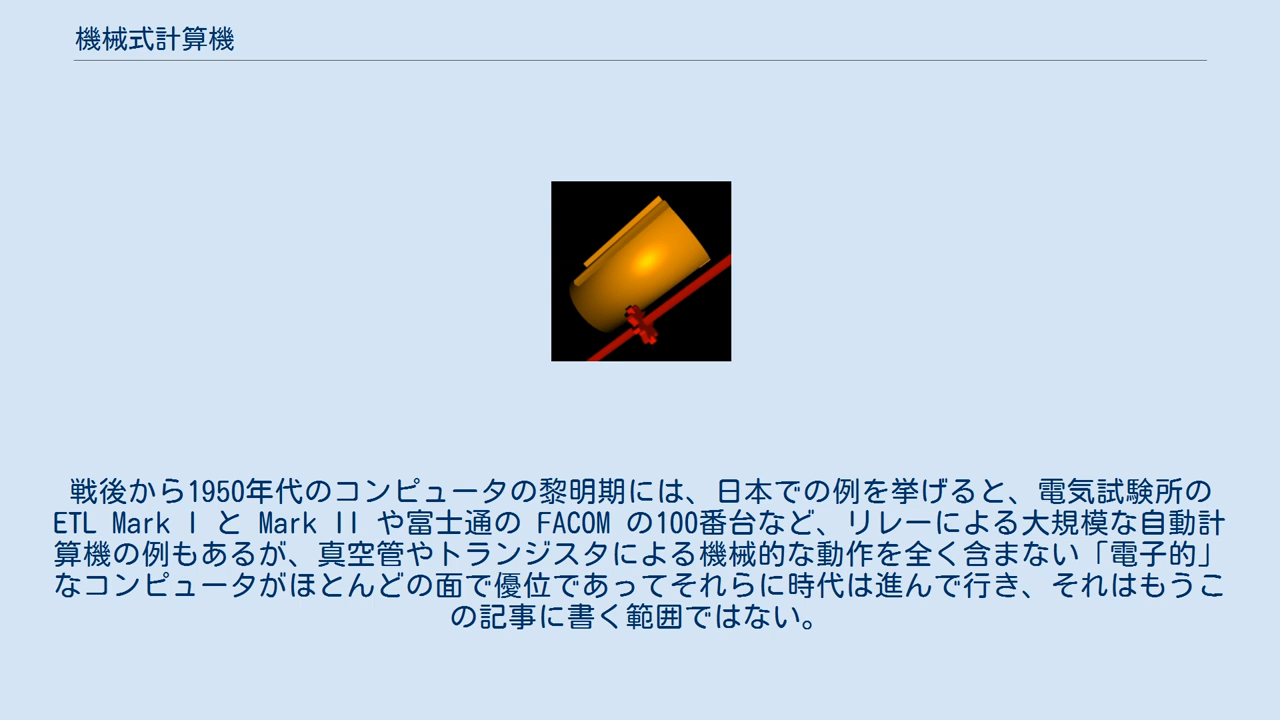 機械式計算機
戦後から1950年代のコンピュータの黎明期には、日本での例を挙げると、電気試験所の
ETL Mark I と Mark II や富士通の FACOM の100番台など、リレーによる大規模な自動計
算機の例もあるが、真空管やトランジスタによる機械的な動作を全く含まない「電子的」
なコンピュータがほとんどの面で優位であってそれらに時代は進んで行き、それはもうこ
の記事に書く範囲ではない。